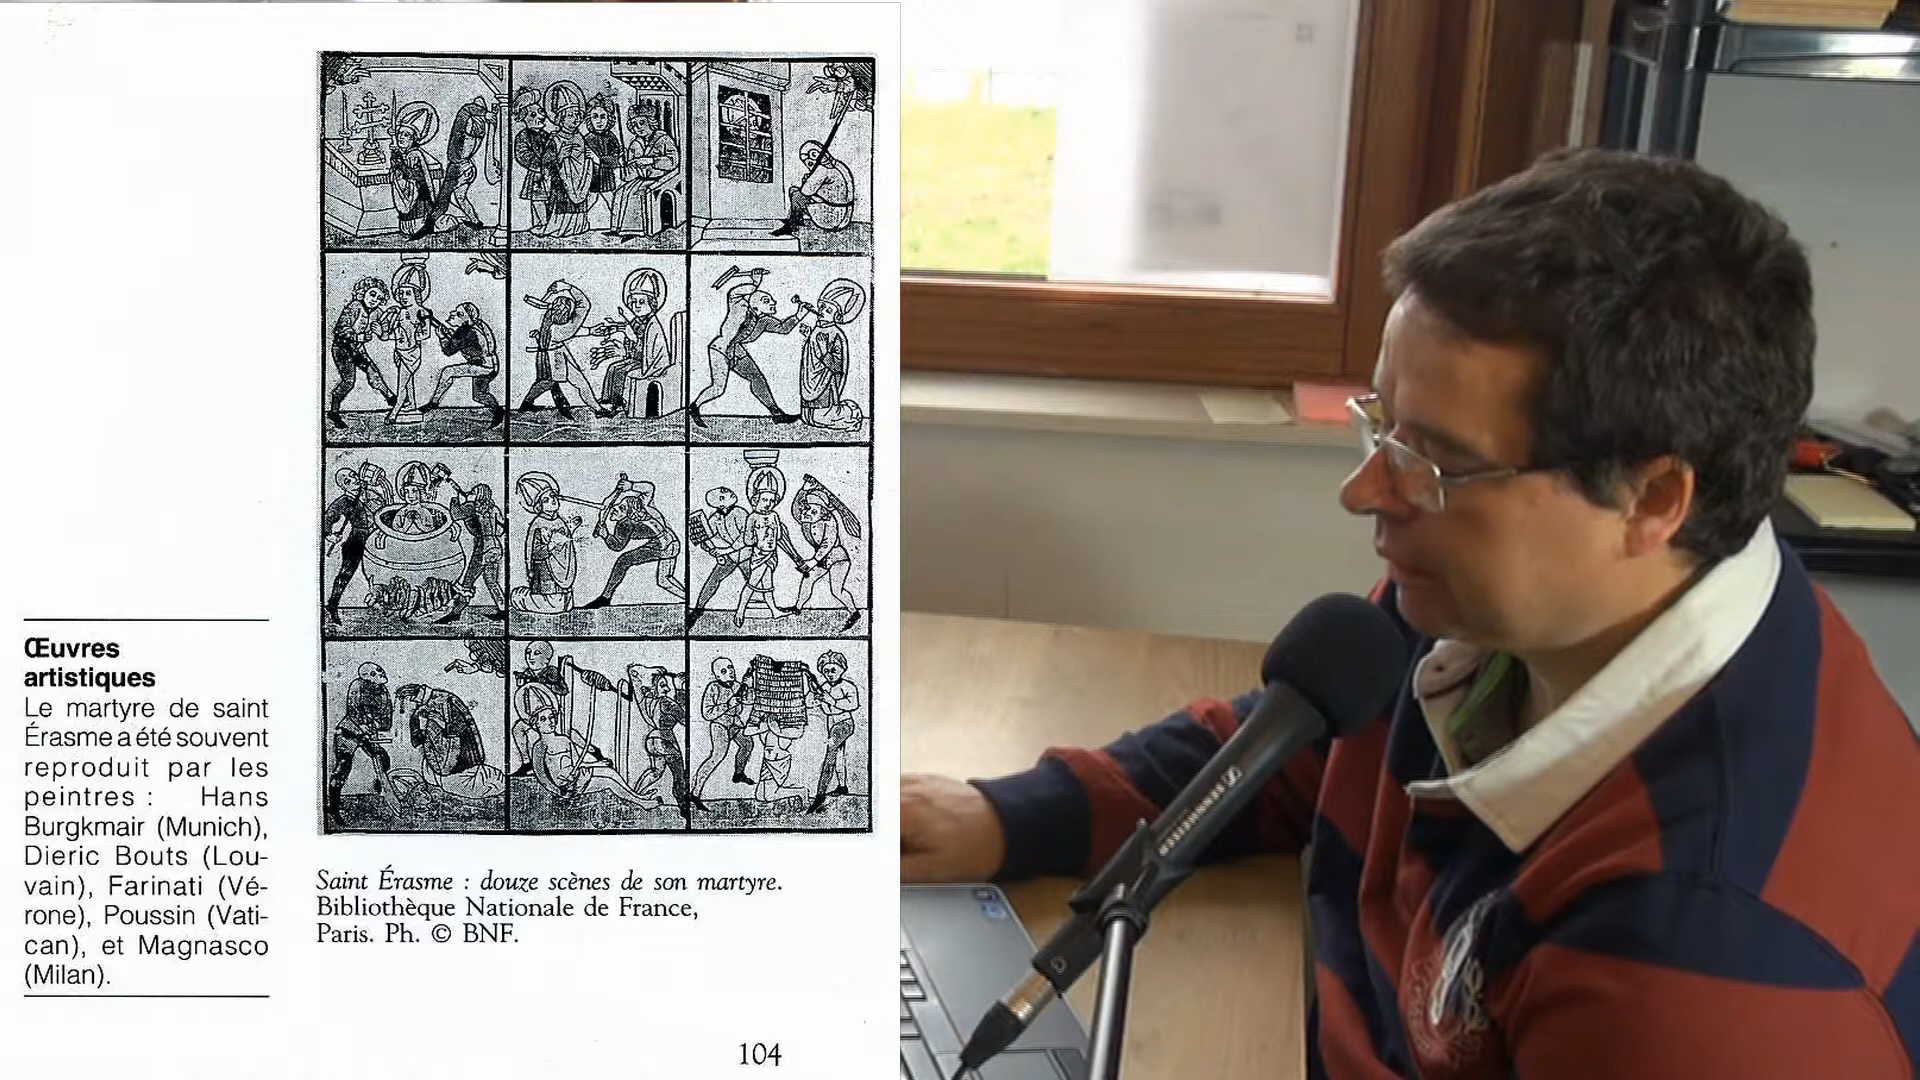 Œuvres
artistiques
Le martyre de saint
Érasme a été souvent
reproduit par les
peintres : Hans
Burgkmair (Munich),
Dieric Bouts (Lou-
vain), Farinati (Vé-
rone), Poussin (Vati-
can), et Magnasco
(Milan).
Saint Érasme : douze scènes de son martyre.
Bibliothèque Nationale de France,
Paris. Ph. © BNF.
104
SENNHEISER